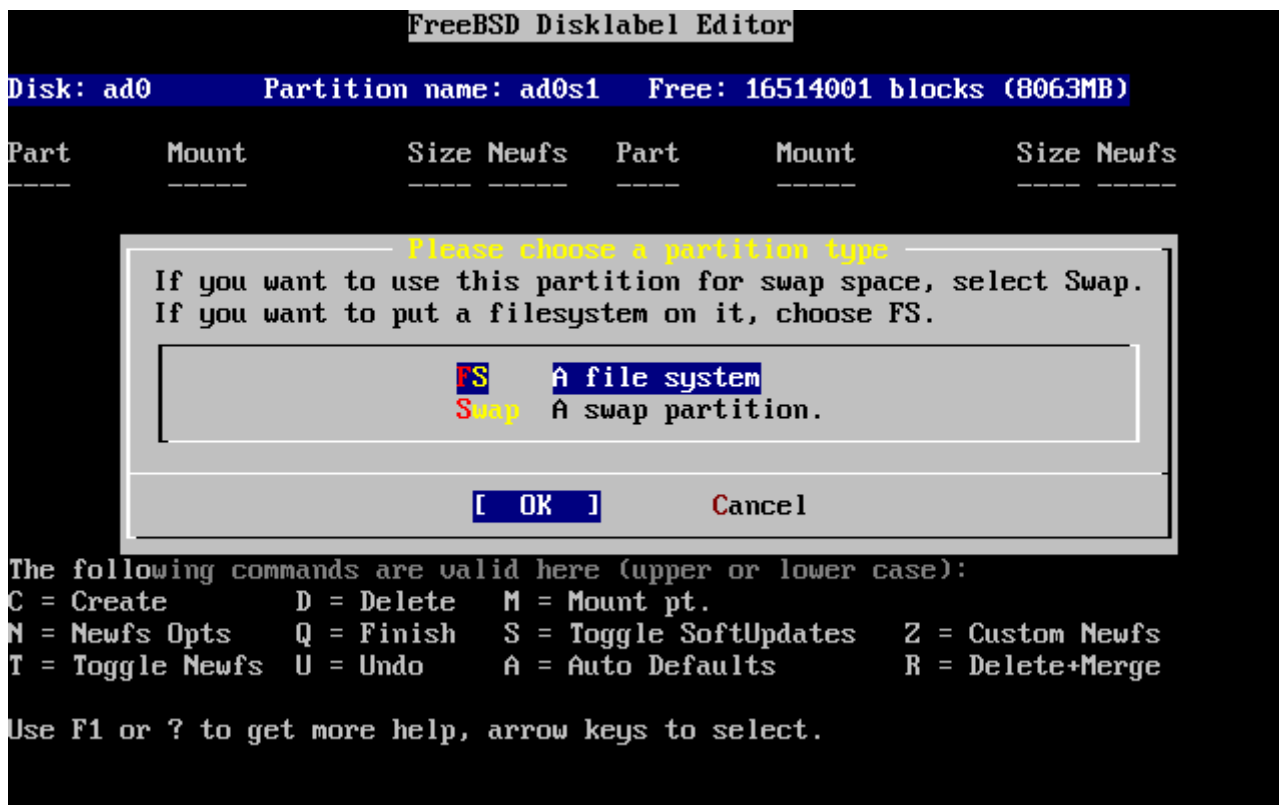 FreeBSD Disklabel Editor
Disk: ad0 Partition name: ad0s1 Free: 16514001 blocks (8063MB)
Part Mount Size Newfs Part Mount Size Newfs
---- ----- ---- ----- ---- ----- ---- -----
Please choose a partition type
If you want to use this partition for swap space, select Swap.
If you want to put a filesystem on it, choose FS.
FS A file system
Swap A swap partition.
[ OK ] Cancel
The following commands are valid here (upper or lower case):
C = Create D = Delete M = Mount pt.
N = Newfs Opts Q = Finish S = Toggle SoftUpdates Z = Custom Newfs
T = Toggle Newfs U = Undo A = Auto Defaults R = Delete+Merge
Use F1 or ? to get more help, arrow keys to select.